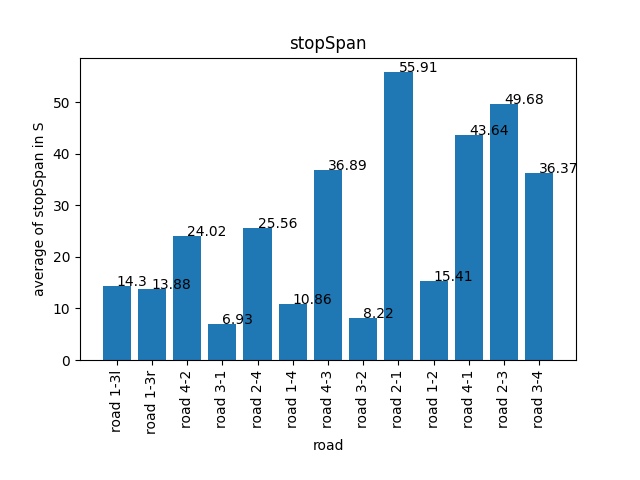 stopSpan
average of stopSpan in S
50
40
30
20
10
0
14.3
13.88
24.02
6.93
25.56
10.86
36.89
8.22
55.91
15.41
43.64
49.68
36.37
road 1-3l
road 1-3r
road 4-2
road 3-1
road 2-4
road 1-4
road 4-3
road 3-2
road 2-1
road 1-2
road 4-1
road 2-3
road 3-4
road